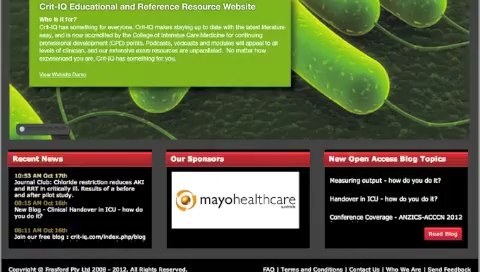 Crit-IQ Educational and Reference Resource Website
Who is it for?
Crit-IQ has something for everyone. Crit-IQ makes staying up to date with the latest literature
easy, and is now accredited by the College of Intensive Care Medicine for continuing
professional development (CPD) points. Podcasts, vodcasts and modules will appeal to all
levels of clinician, and our extensive exam resources are unparalleled. No matter how
experienced you are, Crit-IQ has something for you.
View Website Demo
Recent News
10:53 AM Oct 17th
Journal Club: Chloride restriction reduces AKI
and RRT in critically ill. Results of a before
and after pilot study.
08:15 AM Oct 16th
New Blog - Clinical Handover in ICU - how do
you do it?
06:11 AM Oct 16th
Join our free blog : crit-iq.com/index.php/blog
Our Sponsors
mayohealthcare
New Open Access Blog Topics
Measuring output - how do you do it?
Handover in ICU - how do you do it?
Conference Coverage - ANZICS-ACCCN 2012
Read Blog
Copyright © Fresford Pty Ltd 2008 - 2012. All Rights Reserved.
FAQ | Terms and Conditions | Contact Us | Who We Are | Send Feedback